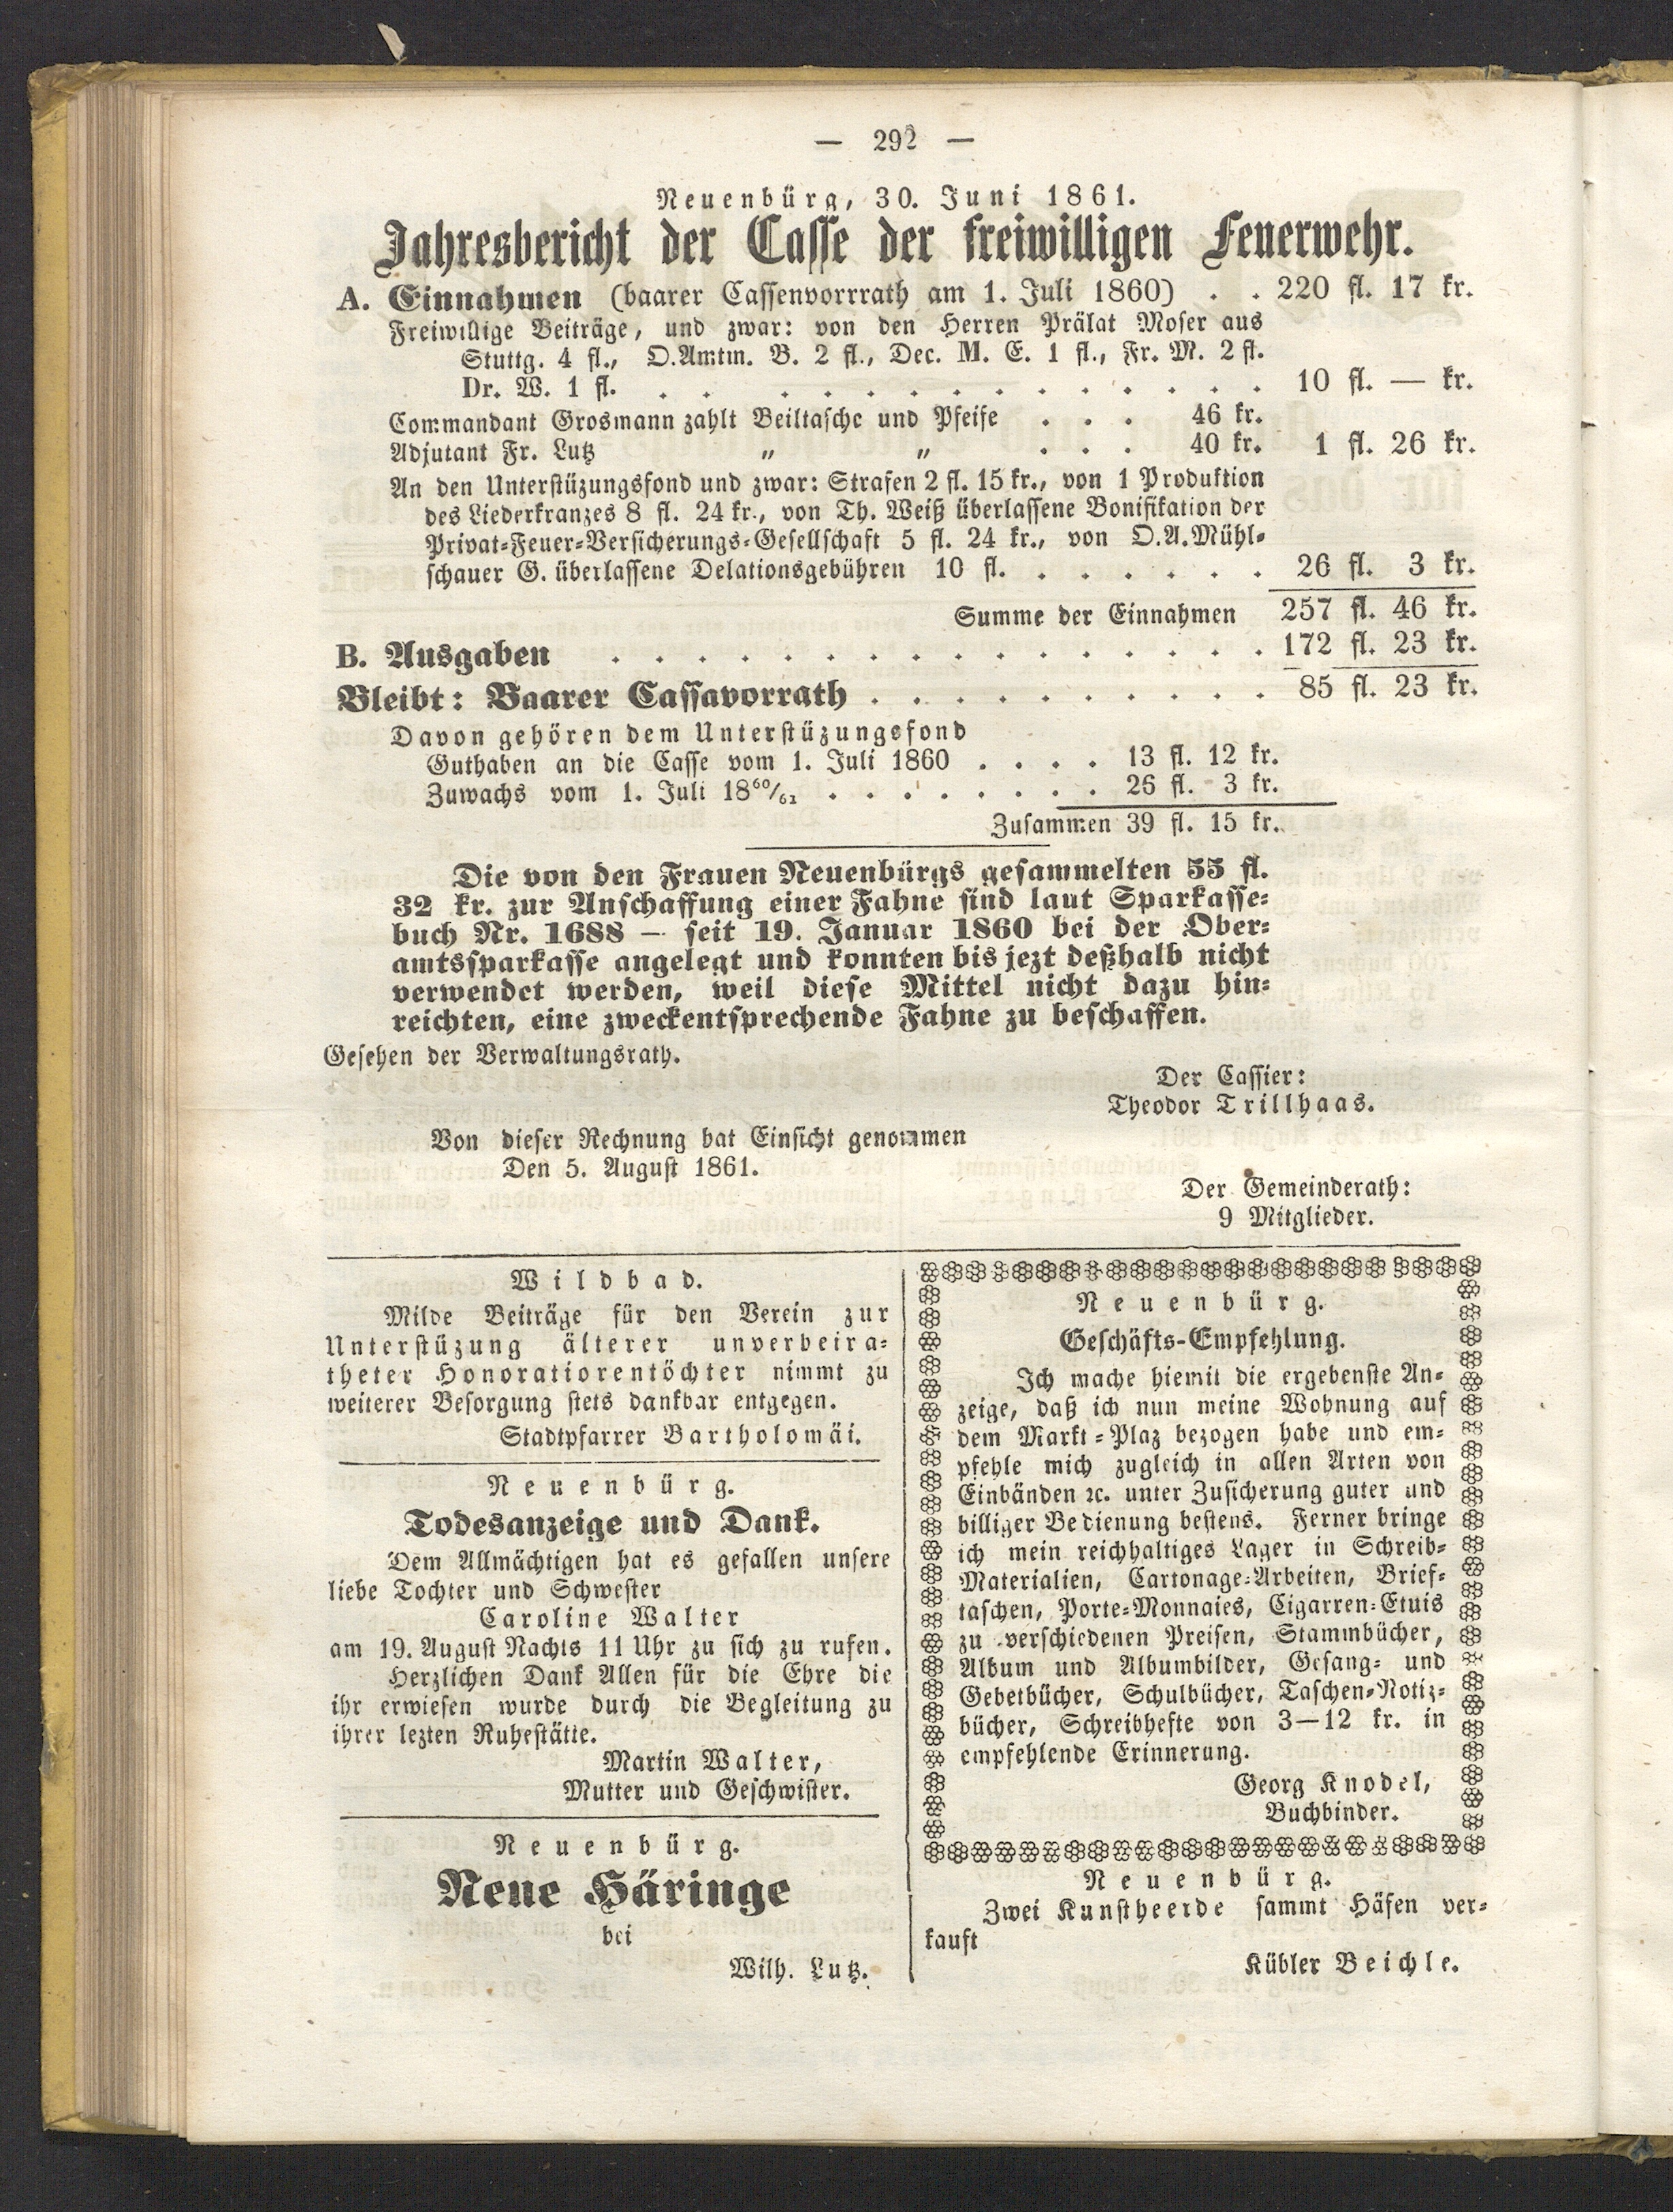 — 292 —
Neuenbürg, 30. Juni 1861.
Jahresbericht der Casse der freiwilligen Feuerwehr.
A. Einnahmen (baarer Cassenvorrrath am 1. Juli 1860) . . 220 fl. 17 kr.
Freiwillige Beiträge, und zwar: von den Herren Prälat Moser aus
Stuttg. 4 fl., O.Amtm. B. 2 fl., Dec. M. E. 1 fl., Fr. M. 2 fl.
Dr. W. 1 fl. . . . . . . . . . . . . . . 10 fl. — kr.
Commandant Grosmann zahlt Beiltasche und Pfeife . . . 46 kr.
Adjutant Fr. Lutz " " . . . 40 kr. 1 fl. 26 kr.
An den Unterstüzungsfond und zwar: Strafen 2 fl. 15 kr., von 1 Produktion
des Liederkranzes 8 fl. 24 kr., von Th. Weiß überlassene Bonifikation der
Privat-Feuer-Versicherungs-Gesellschaft 5 fl. 24 kr., von O.A.Mühl-
schauer G. überlassene Delationsgebühren 10 fl. . . . . . . 26 fl. 3 kr.
Summe der Einnahmen 257 fl. 46 kr.
B. Ausgaben . . . . . . . . . . . . . . . . 172 fl. 23 kr.
Bleibt: Baarer Cassavorrath . . . . . . . . . . 85 fl. 23 kr.
Davon gehören dem Unterstüzungsfond
Guthaben an die Casse vom 1. Juli 1860 . . . . 13 fl. 12 kr.
Zuwachs vom 1. Juli 18⁶⁰/₆₁ . . . . . . . . 26 fl. 3 kr.
Zusammen 39 fl. 15 kr.
Die von den Frauen Neuenbürgs gesammelten 55 fl.
32 kr. zur Anschaffung einer Fahne sind laut Sparkasse-
buch Nr. 1688 — seit 19. Januar 1860 bei der Ober-
amtssparkasse angelegt und konnten bis jezt deßhalb nicht
verwendet werden, weil diese Mittel nicht dazu hin-
reichten, eine zweckentsprechende Fahne zu beschaffen.
Gesehen der Verwaltungsrath.
Der Cassier:
Theodor Trillhaas.
Von dieser Rechnung hat Einsicht genommen
Den 5. August 1861.
Der Gemeinderath:
9 Mitglieder.
Wildbad.
Milde Beiträge für den Verein zur
Unterstüzung älterer unverheira-
theter Honoratiorentöchter nimmt zu
weiterer Besorgung stets dankbar entgegen.
Stadtpfarrer Bartholomäi.
Neuenbürg.
Todesanzeige und Dank.
Dem Allmächtigen hat es gefallen unsere
liebe Tochter und Schwester
Caroline Walter
am 19. August Nachts 11 Uhr zu sich zu rufen.
Herzlichen Dank Allen für die Ehre die
ihr erwiesen wurde durch die Begleitung zu
ihrer lezten Ruhestätte.
Martin Walter,
Mutter und Geschwister.
Neuenbürg.
Neue Häringe
bei
Wilh. Lutz.
Neuenbürg.
Geschäfts-Empfehlung.
Ich mache hiemit die ergebenste An-
zeige, daß ich nun meine Wohnung auf
dem Markt-Plaz bezogen habe und em-
pfehle mich zugleich in allen Arten von
Einbänden ꝛc. unter Zusicherung guter und
billiger Bedienung bestens. Ferner bringe
ich mein reichhaltiges Lager in Schreib-
Materialien, Cartonage-Arbeiten, Brief-
taschen, Porte-Monnaies, Cigarren-Etuis
zu verschiedenen Preisen, Stammbücher,
Album und Albumbilder, Gesang- und
Gebetbücher, Schulbücher, Taschen-Notiz-
bücher, Schreibhefte von 3—12 kr. in
empfehlende Erinnerung.
Georg Knodel,
Buchbinder.
Neuenbürg.
Zwei Kunstheerde sammt Häfen ver-
kauft
Kübler Beichle.